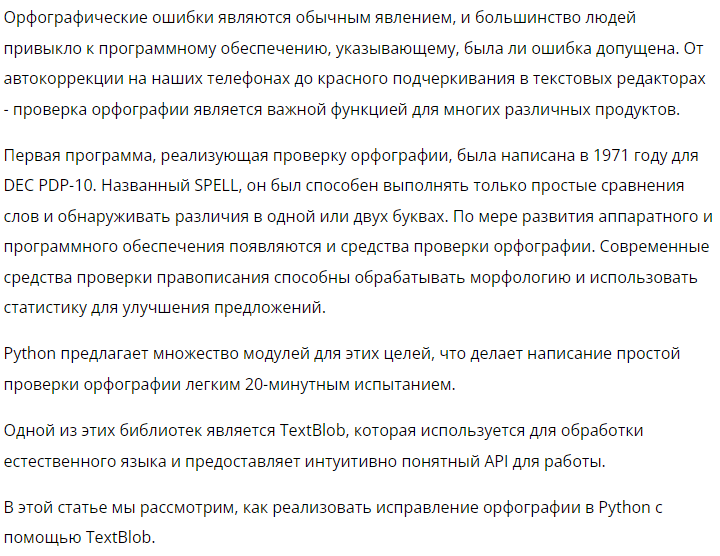 Орфографические ошибки являются обычным явлением, и большинство людей
привыкло к программному обеспечению, указывающему, была ли ошибка допущена. От
автокоррекции на наших телефонах до красного подчеркивания в текстовых редакторах
- проверка орфографии является важной функцией для многих различных продуктов.
Первая программа, реализующая проверку орфографии, была написана в 1971 году для
DEC PDP-10. Названный SPELL, он был способен выполнять только простые сравнения
слов и обнаруживать различия в одной или двух буквах. По мере развития аппаратного и
программного обеспечения появляются и средства проверки орфографии. Современные
средства проверки правописания способны обрабатывать морфологию и использовать
статистику для улучшения предложений.
Python предлагает множество модулей для этих целей, что делает написание простой
проверки орфографии легким 20-минутным испытанием.
Одной из этих библиотек является TextBlob, которая используется для обработки
естественного языка и предоставляет интуитивно понятный API для работы.
В этой статье мы рассмотрим, как реализовать исправление орфографии в Python с
помощью TextBlob.